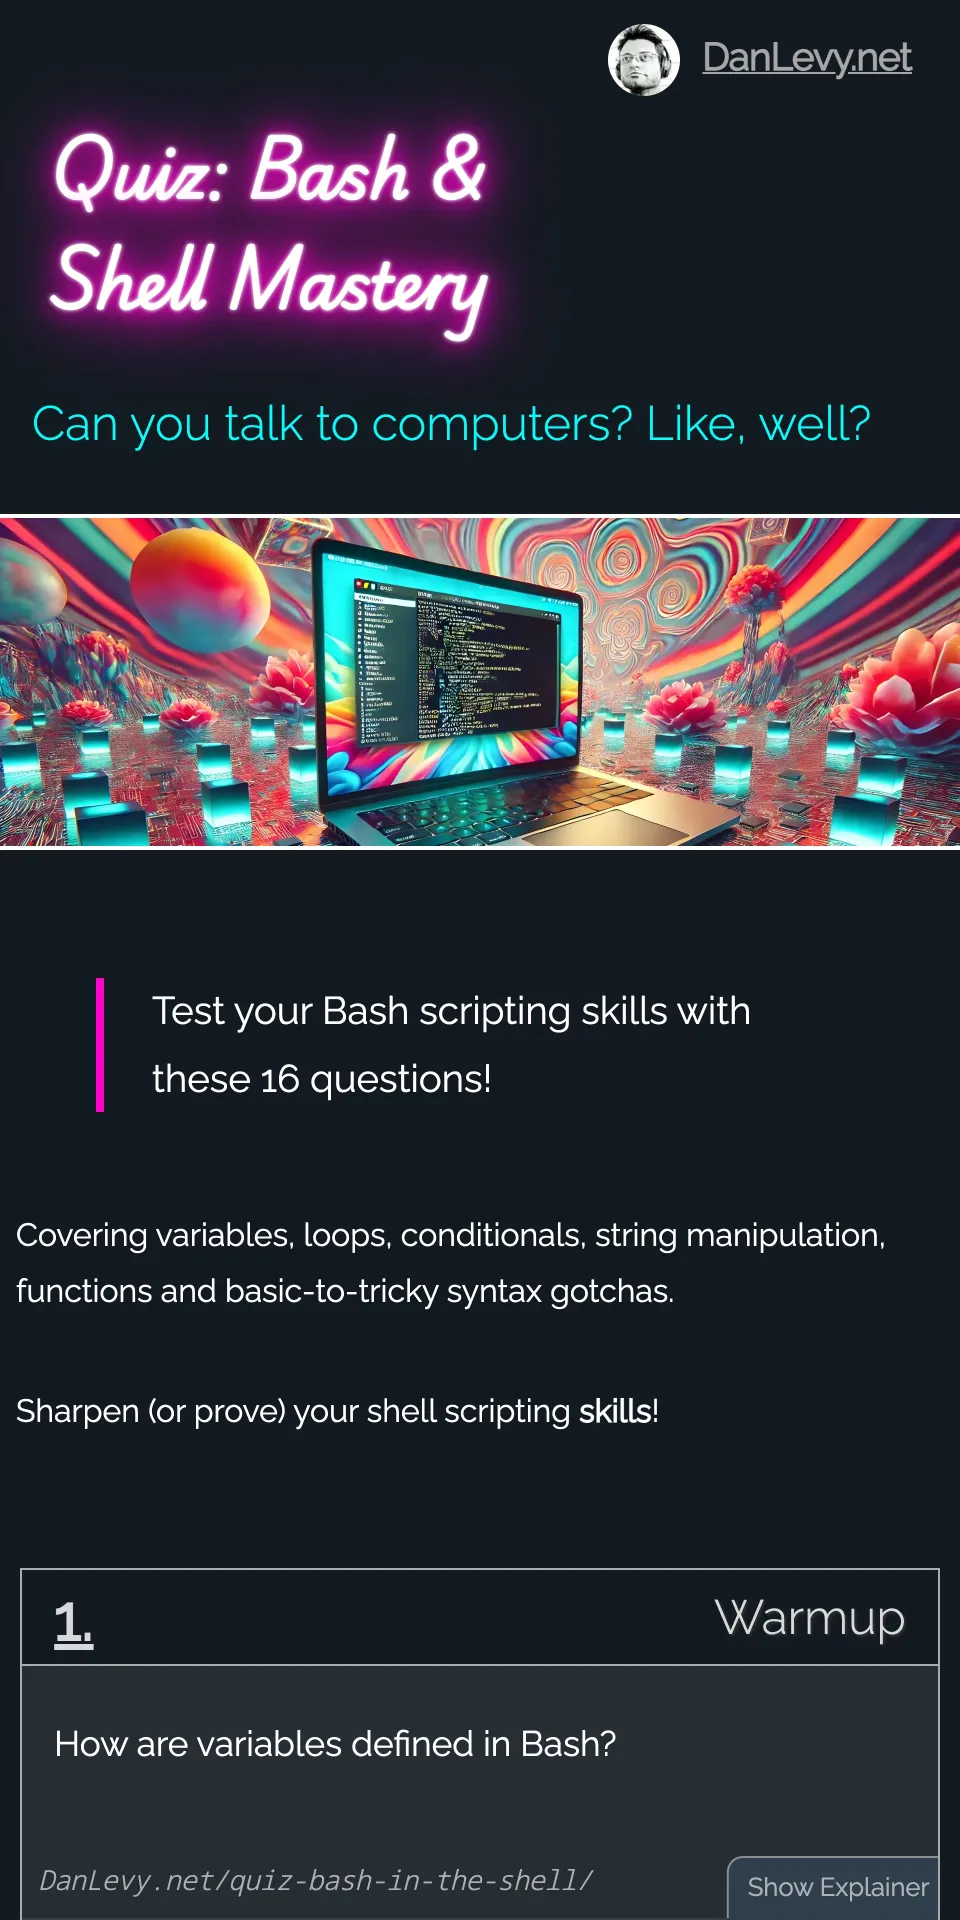 DanLevy.net
Quiz: Bash &
Shell Mastery
Can you talk to computers? Like, well?
Test your Bash scripting skills with
these 16 questions!
Covering variables, loops, conditionals, string manipulation,
functions and basic-to-tricky syntax gotchas.
Sharpen (or prove) your shell scripting skills!
1.
Warmup
How are variables defined in Bash?
DanLevy.net/quiz-bash-in-the-shell/
Show Explainer